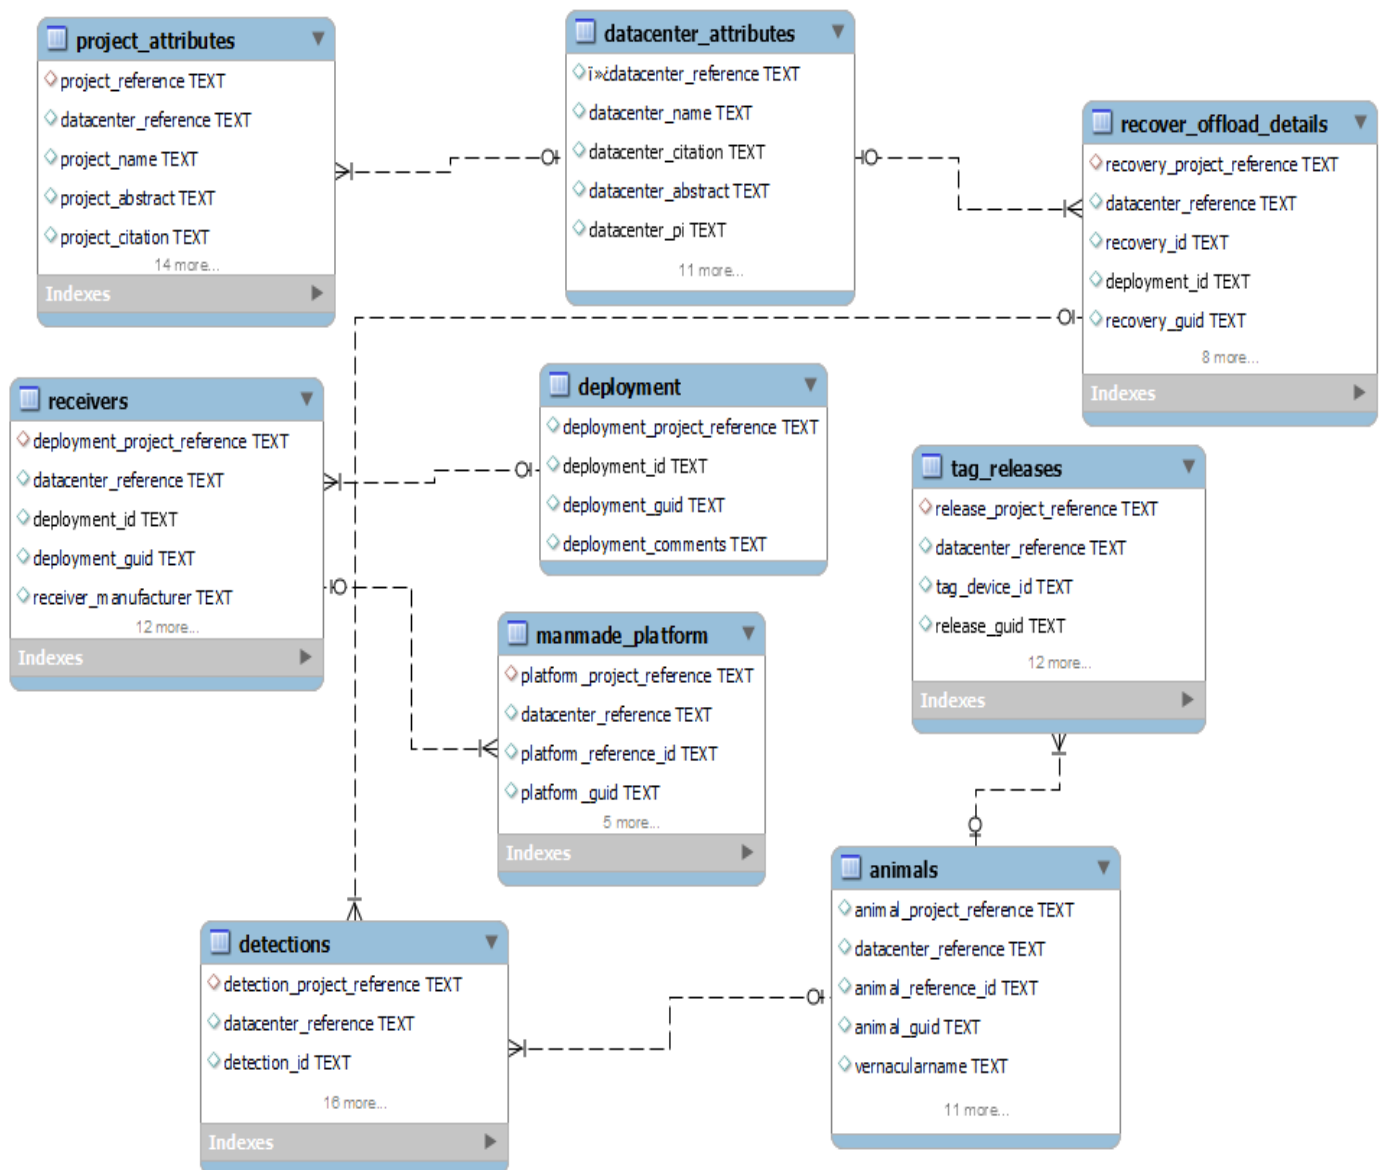 project_attributes
project_reference TEXT
datacenter_reference TEXT
project_name TEXT
project_abstract TEXT
project_citation TEXT
14 more...
Indexes
datacenter_attributes
ï»¿datacenter_reference TEXT
datacenter_name TEXT
datacenter_citation TEXT
datacenter_abstract TEXT
datacenter_pi TEXT
11 more...
recover_offload_details
recovery_project_reference TEXT
datacenter_reference TEXT
recovery_id TEXT
deployment_id TEXT
recovery_guid TEXT
8 more...
Indexes
receivers
deployment_project_reference TEXT
datacenter_reference TEXT
deployment_id TEXT
deployment_guid TEXT
receiver_manufacturer TEXT
12 more...
Indexes
deployment
deployment_project_reference TEXT
deployment_id TEXT
deployment_guid TEXT
deployment_comments TEXT
tag_releases
release_project_reference TEXT
datacenter_reference TEXT
tag_device_id TEXT
release_guid TEXT
12 more...
Indexes
manmade_platform
platform_project_reference TEXT
datacenter_reference TEXT
platform_reference_id TEXT
platform_guid TEXT
5 more...
Indexes
animals
animal_project_reference TEXT
datacenter_reference TEXT
animal_reference_id TEXT
animal_guid TEXT
vernacularname TEXT
11 more...
detections
detection_project_reference TEXT
datacenter_reference TEXT
detection_id TEXT
16 more...
Indexes